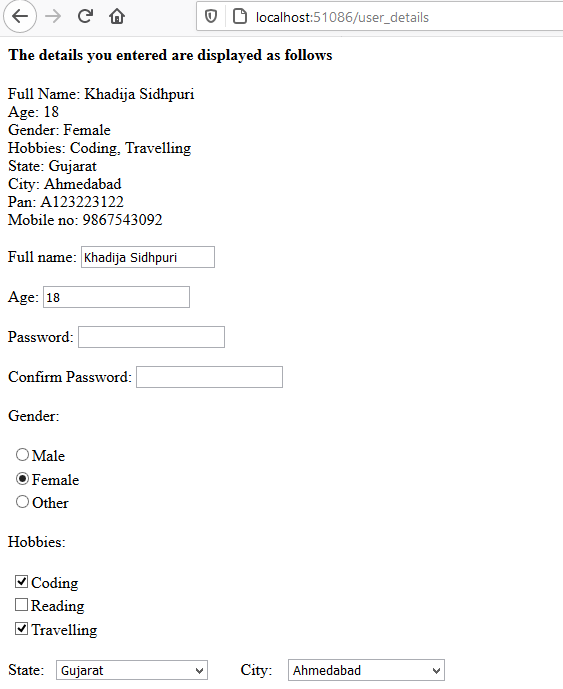 localhost:51086/user_details
The details you entered are displayed as follows
Full Name: Khadija Sidhpuri
Age: 18
Gender: Female
Hobbies: Coding, Travelling
State: Gujarat
City: Ahmedabad
Pan: A123223122
Mobile no: 9867543092
Full name: Khadija Sidhpuri
Age: 18
Password:
Confirm Password:
Gender:
Male
Female
Other
Hobbies:
Coding
Reading
Travelling
State: Gujarat City: Ahmedabad